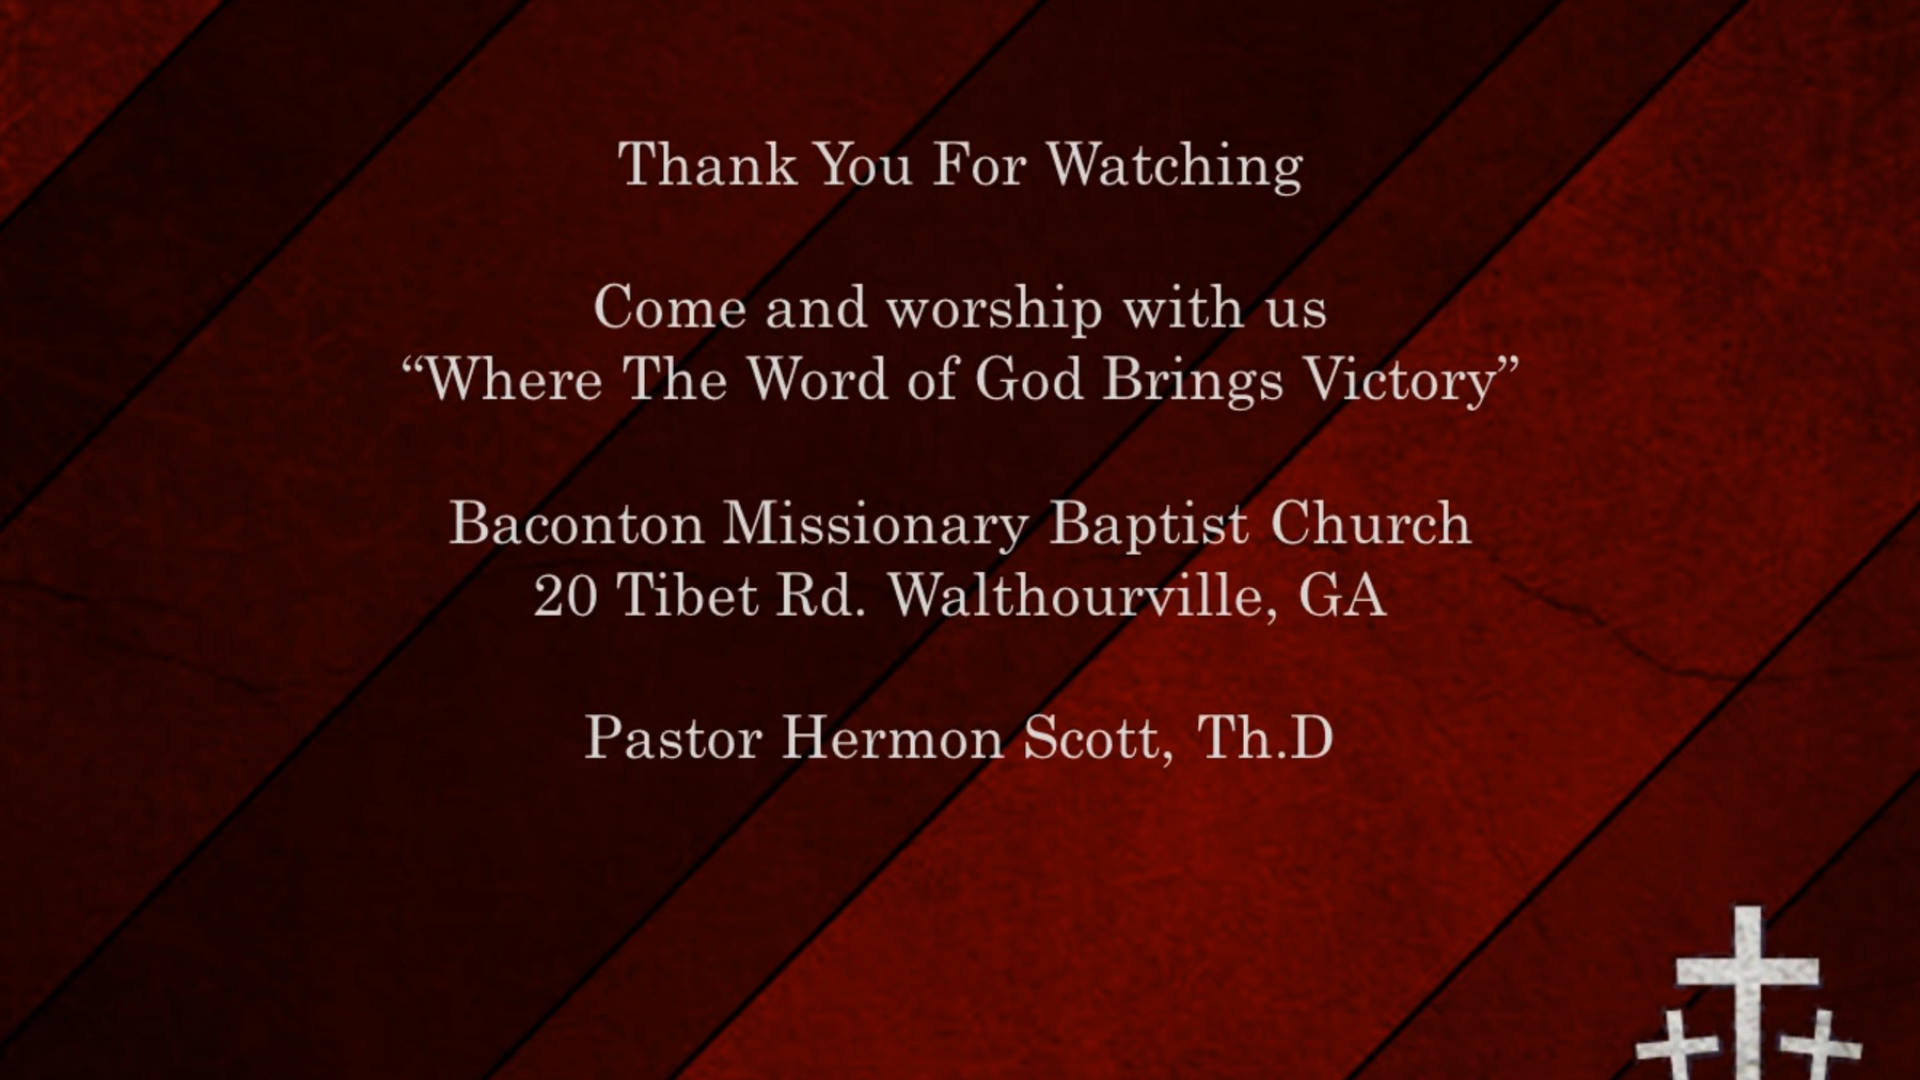 Thank You For Watching
Come and worship with us
“Where The Word of God Brings Victory”
Baconton Missionary Baptist Church
20 Tibet Rd. Walthourville, GA
Pastor Hermon Scott, Th.D